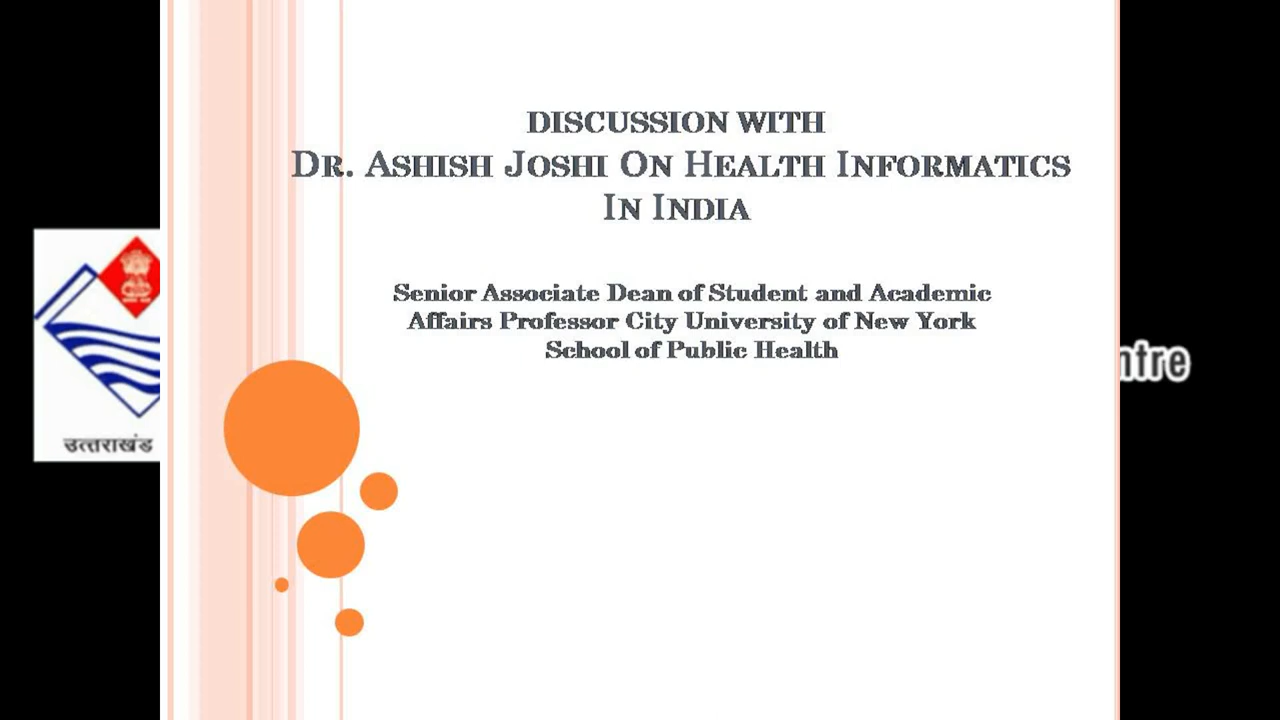 DISCUSSION WITH
DR. ASHISH JOSHI ON HEALTH INFORMATICS
IN INDIA
Senior Associate Dean of Student and Academic
Affairs Professor City University of New York
School of Public Health
उत्तराखंड
ntre